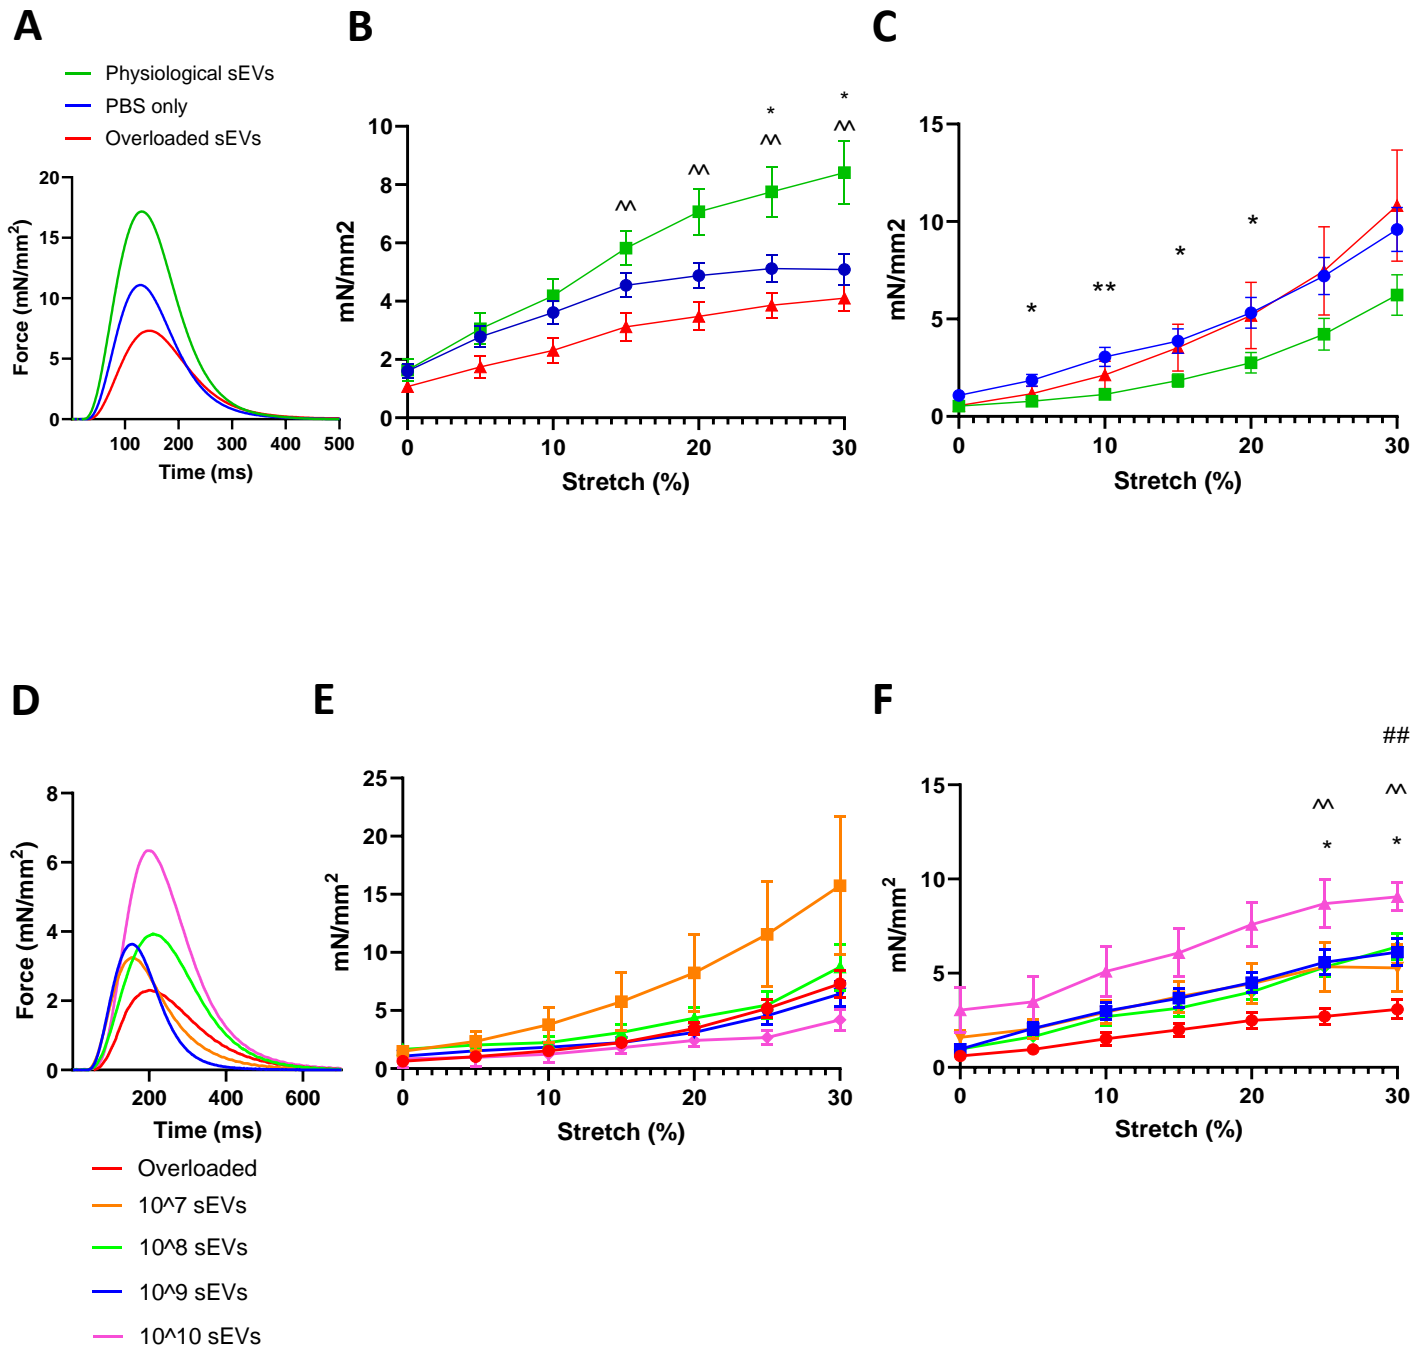 A
B
C
Physiological sEVs
PBS only
Overloaded sEVs
Force (mN/mm²)
20
15
10
5
0
100 200 300 400 500
Time (ms)
mN/mm2
10
8
6
4
2
0
0 10 20 30
Stretch (%)
^^ ^^ * ^^ * ^^
mN/mm2
15
10
5
0
0 10 20 30
Stretch (%)
* ** * *
D
E
F
Force (mN/mm²)
8
6
4
2
0
200 400 600
Time (ms)
Overloaded
10^7 sEVs
10^8 sEVs
10^9 sEVs
10^10 sEVs
mN/mm²
25
20
15
10
5
0
0 10 20 30
Stretch (%)
mN/mm²
15
10
5
0
0 10 20 30
Stretch (%)
##
^^ ^^
* *